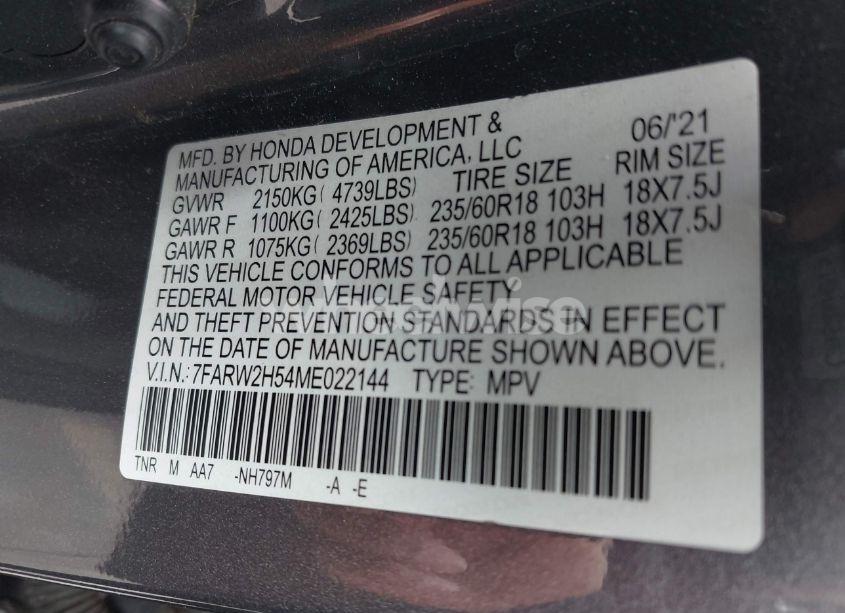 MFD. BY HONDA DEVELOPMENT & 06/'21
MANUFACTURING OF AMERICA, LLC
GVWR 2150KG( 4739LBS) TIRE SIZE RIM SIZE
GAWR F 1100KG( 2425LBS) 235/60R18 103H 18X7.5J
GAWR R 1075KG( 2369LBS) 235/60R18 103H 18X7.5J
THIS VEHICLE CONFORMS TO ALL APPLICABLE
FEDERAL MOTOR VEHICLE SAFETY
AND THEFT PREVENTION STANDARDS IN EFFECT
ON THE DATE OF MANUFACTURE SHOWN ABOVE.
V.I.N.: 7FARW2H54ME022144 TYPE: MPV
TNR M AA7 -NH797M -A -E